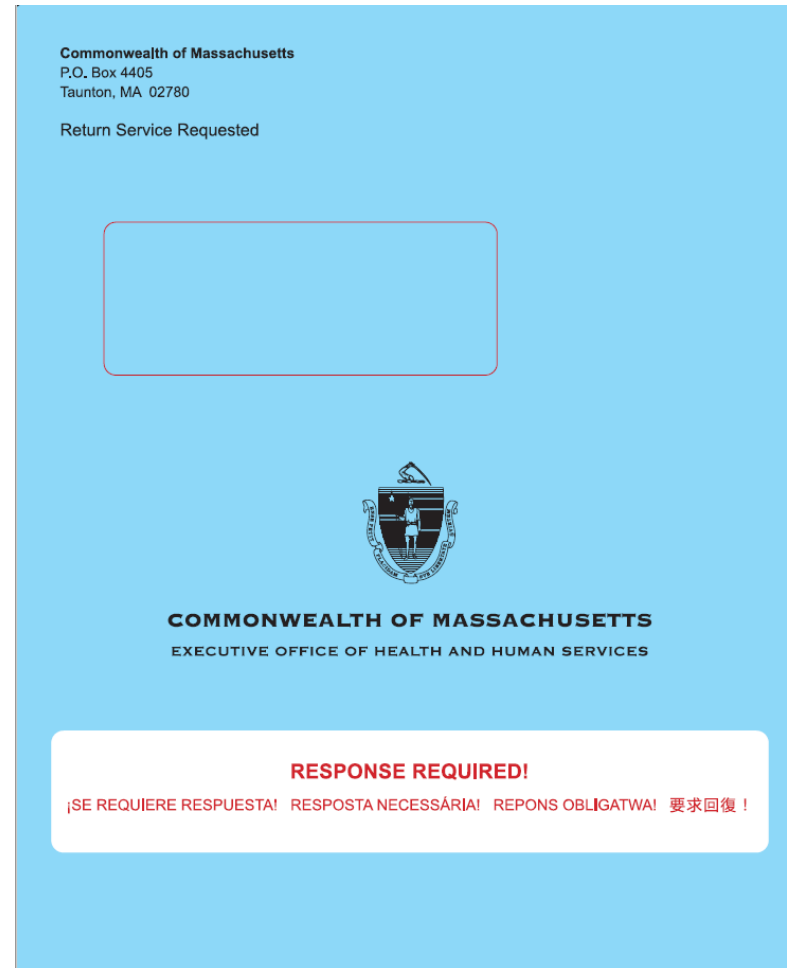 Commonwealth of Massachusetts
P.O. Box 4405
Taunton, MA 02780
Return Service Requested
COMMONWEALTH OF MASSACHUSETTS
EXECUTIVE OFFICE OF HEALTH AND HUMAN SERVICES
RESPONSE REQUIRED!
¡SE REQUIERE RESPUESTA! RESPOSTA NECESSÁRIA! REPONS OBLIGATWA! 要求回復！